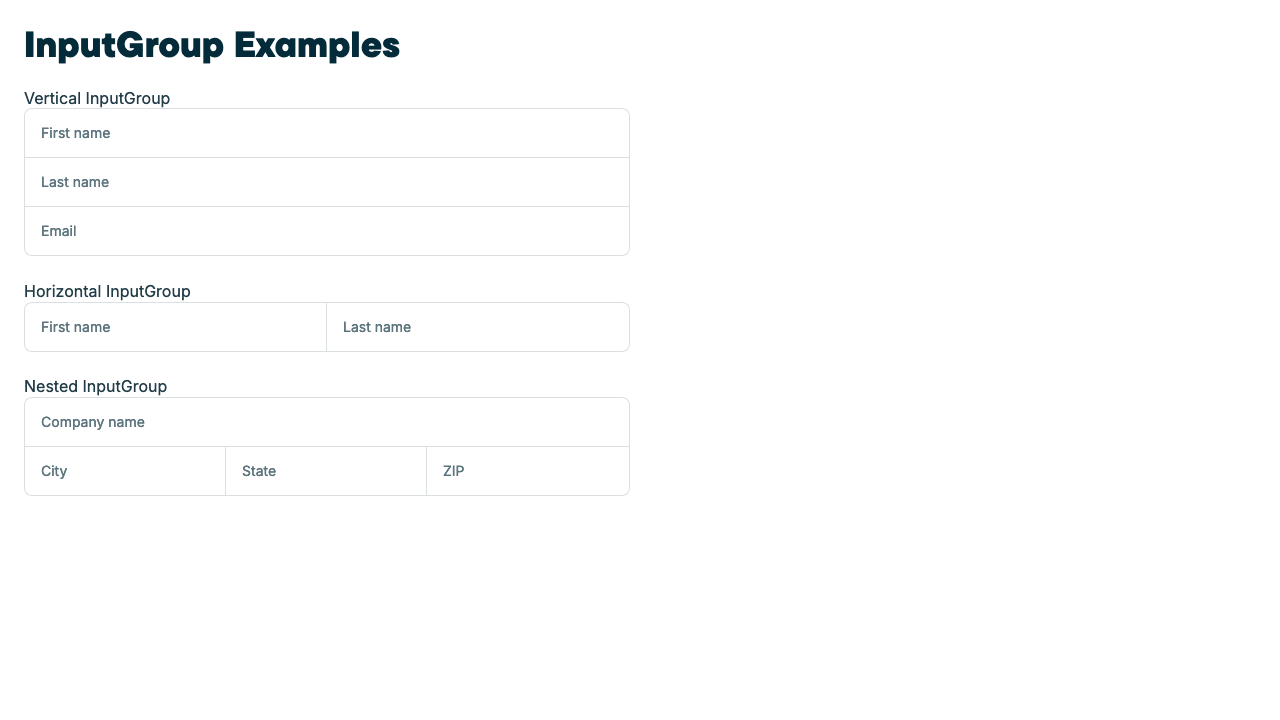 InputGroup Examples
Vertical InputGroup
First name
Last name
Email
Horizontal InputGroup
First name Last name
Nested InputGroup
Company name
City State ZIP